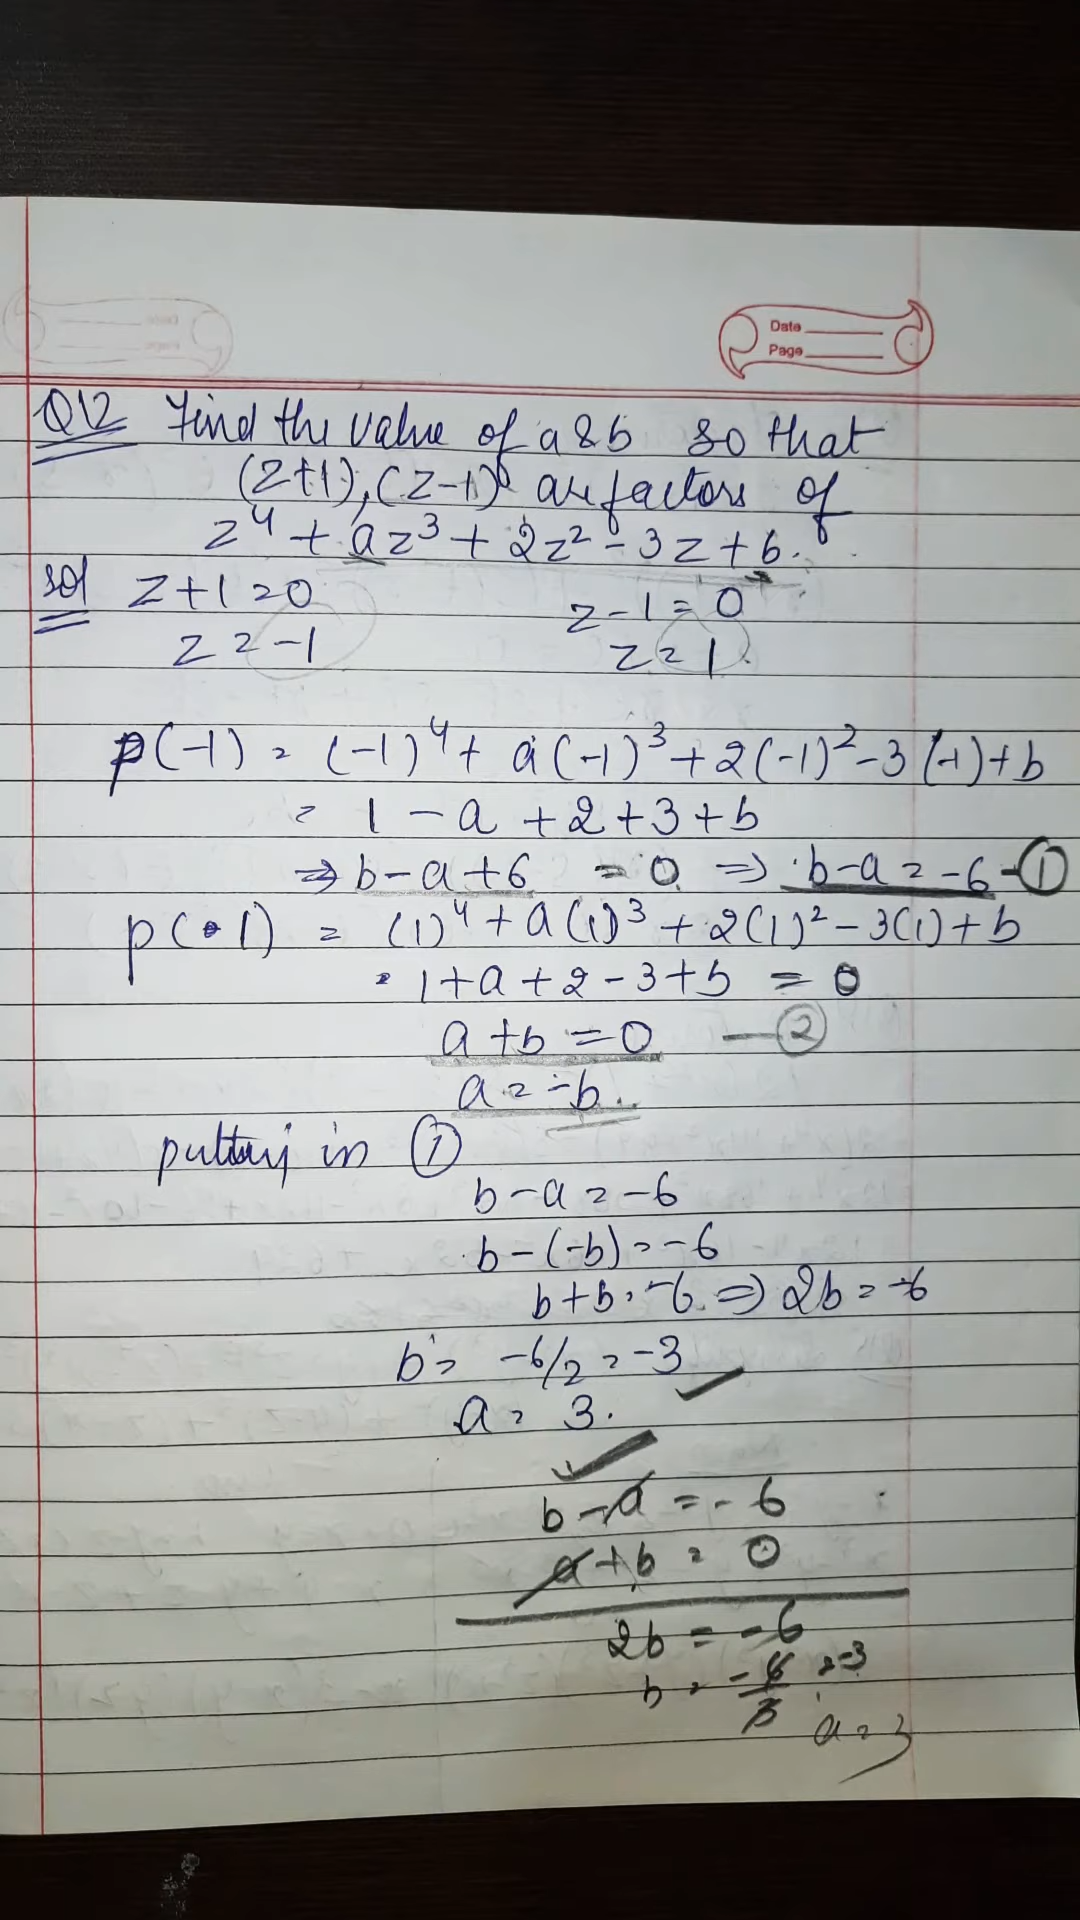 Date
Page
Q12 Find the value of a & b so that
(z+1), (z-1) are factors of
z⁴ + az³ + 2z² - 3z + b.
sol z+1=0 z-1=0
z=-1 z=1.
p(-1) = (-1)⁴ + a(-1)³ + 2(-1)² - 3(-1) + b
= 1 - a + 2 + 3 + b
⇒ b-a+6 = 0 ⇒ b-a = -6 - ①
p(1) = (1)⁴ + a(1)³ + 2(1)² - 3(1) + b
= 1 + a + 2 - 3 + b = 0
a + b = 0 — ②
a = -b.
putting in ①
b - a = -6
b - (-b) = -6
b + b = -6 ⇒ 2b = -6
b = -6/2 = -3
a = 3.
b - a = -6
a + b = 0
2b = -6
b = -6/ = -3
a = 3